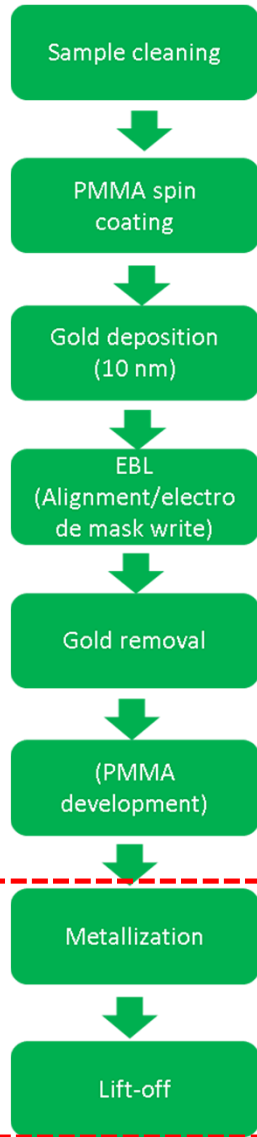 Sample cleaning
PMMA spin
coating
Gold deposition
(10 nm)
EBL
(Alignment/electro
de mask write)
Gold removal
(PMMA
development)
Metallization
Lift-off